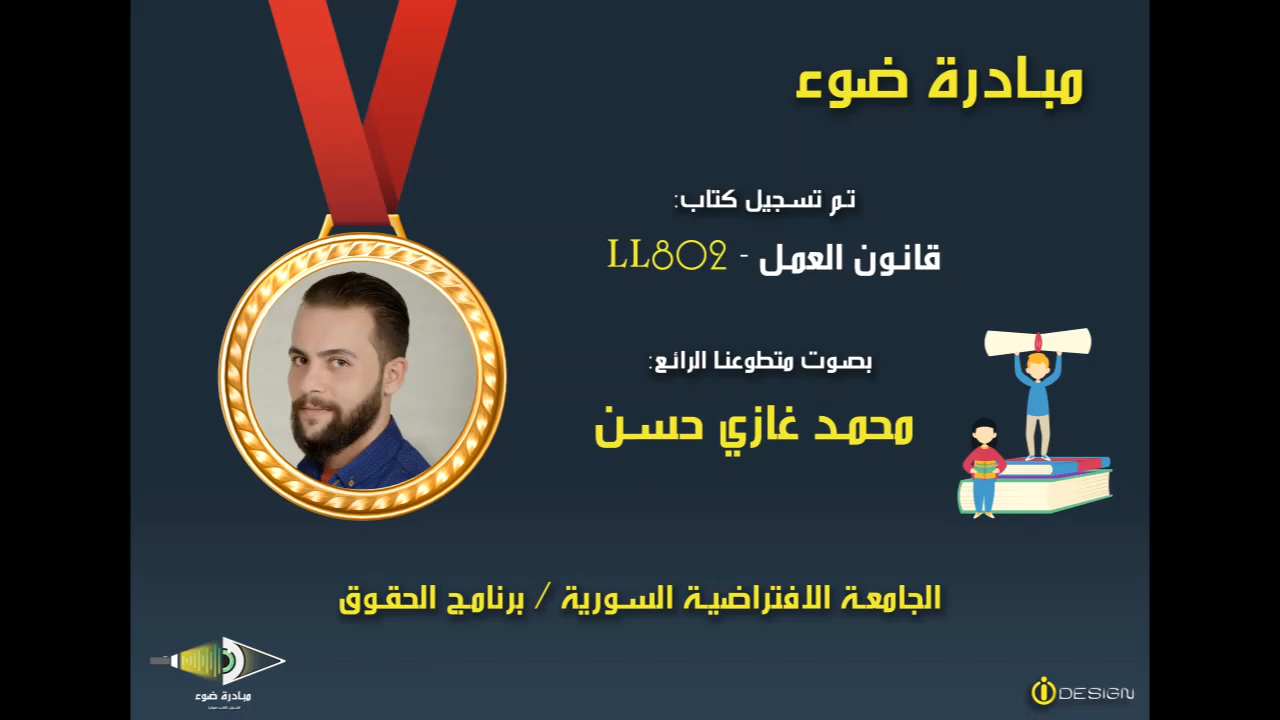 مبادرة ضوء
تم تسجيل كتاب:
قانون العمل - LL802
بصوت متطوعنا الرائع:
محمد غازي حسن
الجامعة الافتراضية السورية / برنامج الحقوق
مبادرة ضوء
iDESIGN